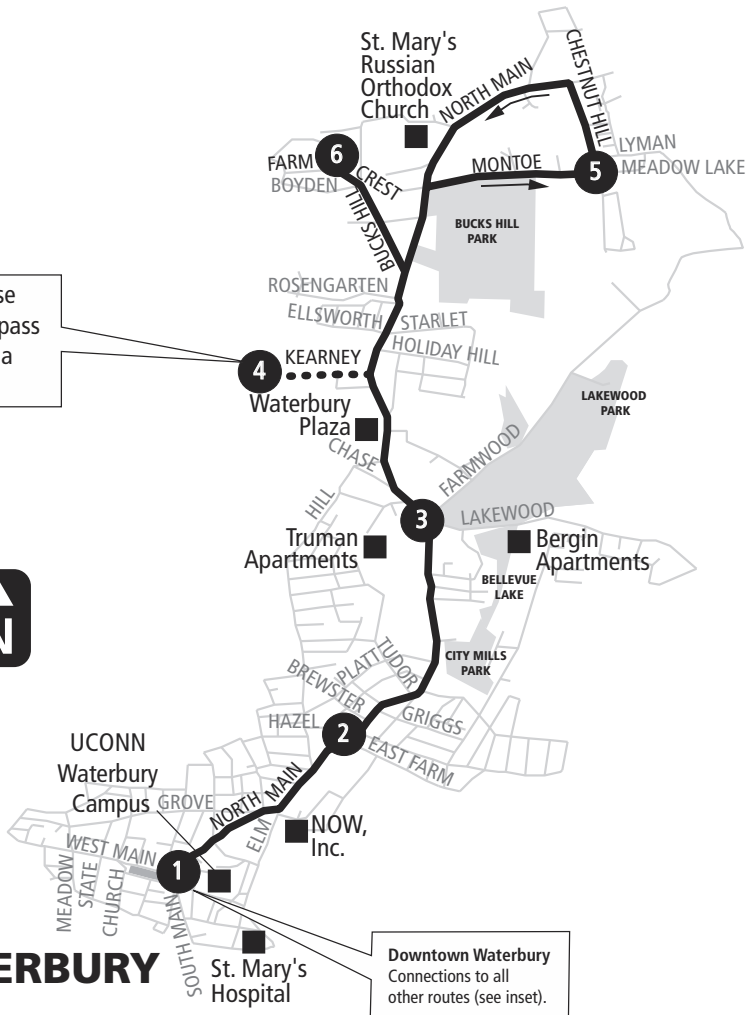 St. Mary's
Russian
Orthodox
Church
NORTH MAIN
CHESTNUT HILL
LYMAN
MEADOW LAKE
5
MONTOE
6
FARM
CREST
BOYDEN
BUCKS HILL
BUCKS HILL
PARK
ROSENGARTEN
ELLSWORTH
STARLET
HOLIDAY HILL
se
pass
a
4
KEARNEY
Waterbury
Plaza
LAKEWOOD
PARK
CHASE
FARMWOOD
HILL
3
LAKEWOOD
Truman
Apartments
Bergin
Apartments
BELLEVUE
LAKE
N
CITY MILLS
PARK
TUDOR
PLATT
BREWSTER
HAZEL
2
GRIGGS
EAST FARM
UCONN
Waterbury
Campus
GROVE
NORTH MAIN
ELM
NOW,
Inc.
WEST MAIN
1
MEADOW
STATE
CHURCH
SOUTH MAIN
ERBURY
St. Mary's
Hospital
Downtown Waterbury
Connections to all
other routes (see inset).